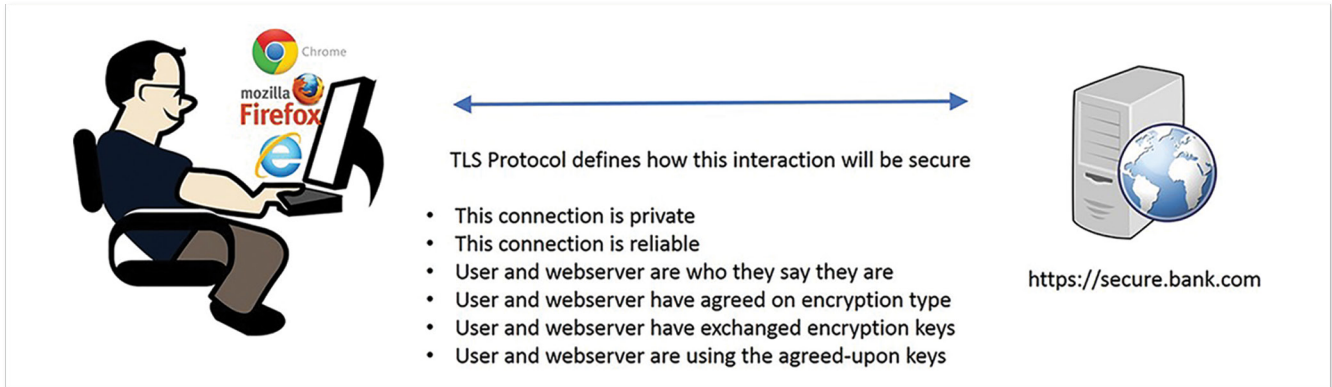 Chrome
mozilla
Firefox
TLS Protocol defines how this interaction will be secure
• This connection is private
• This connection is reliable
• User and webserver are who they say they are
• User and webserver have agreed on encryption type
• User and webserver have exchanged encryption keys
• User and webserver are using the agreed-upon keys
https://secure.bank.com